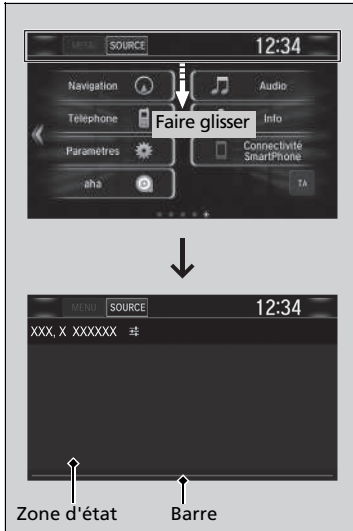 MENU SOURCE 12:34
Navigation Audio
Téléphone Faire glisser Info
Paramètres Connectivité
SmartPhone
aha TA
MENU SOURCE 12:34
XXX, X XXXXXX
Zone d'état Barre